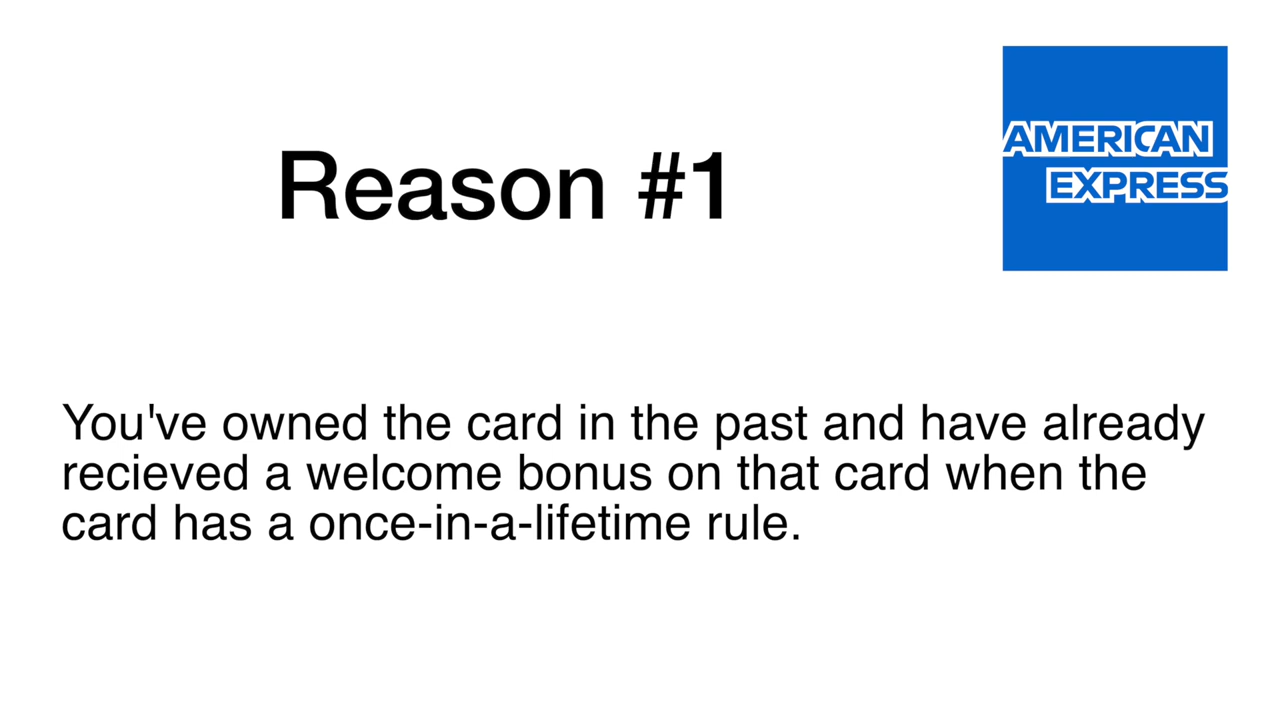 Reason #1
AMERICAN
EXPRESS
You've owned the card in the past and have already
recieved a welcome bonus on that card when the
card has a once-in-a-lifetime rule.